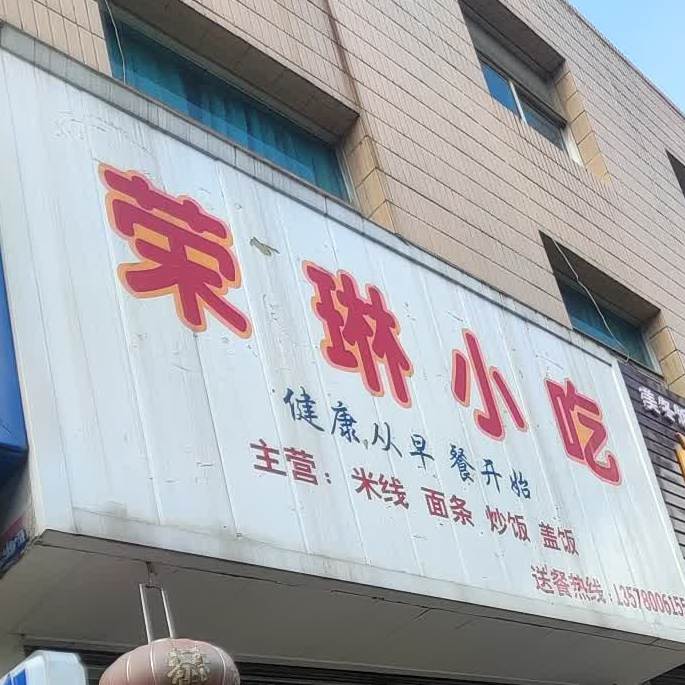 荣琳小吃
健康从早餐开始
主营：米线 面条 炒饭 盖饭
送餐热线：1357800615